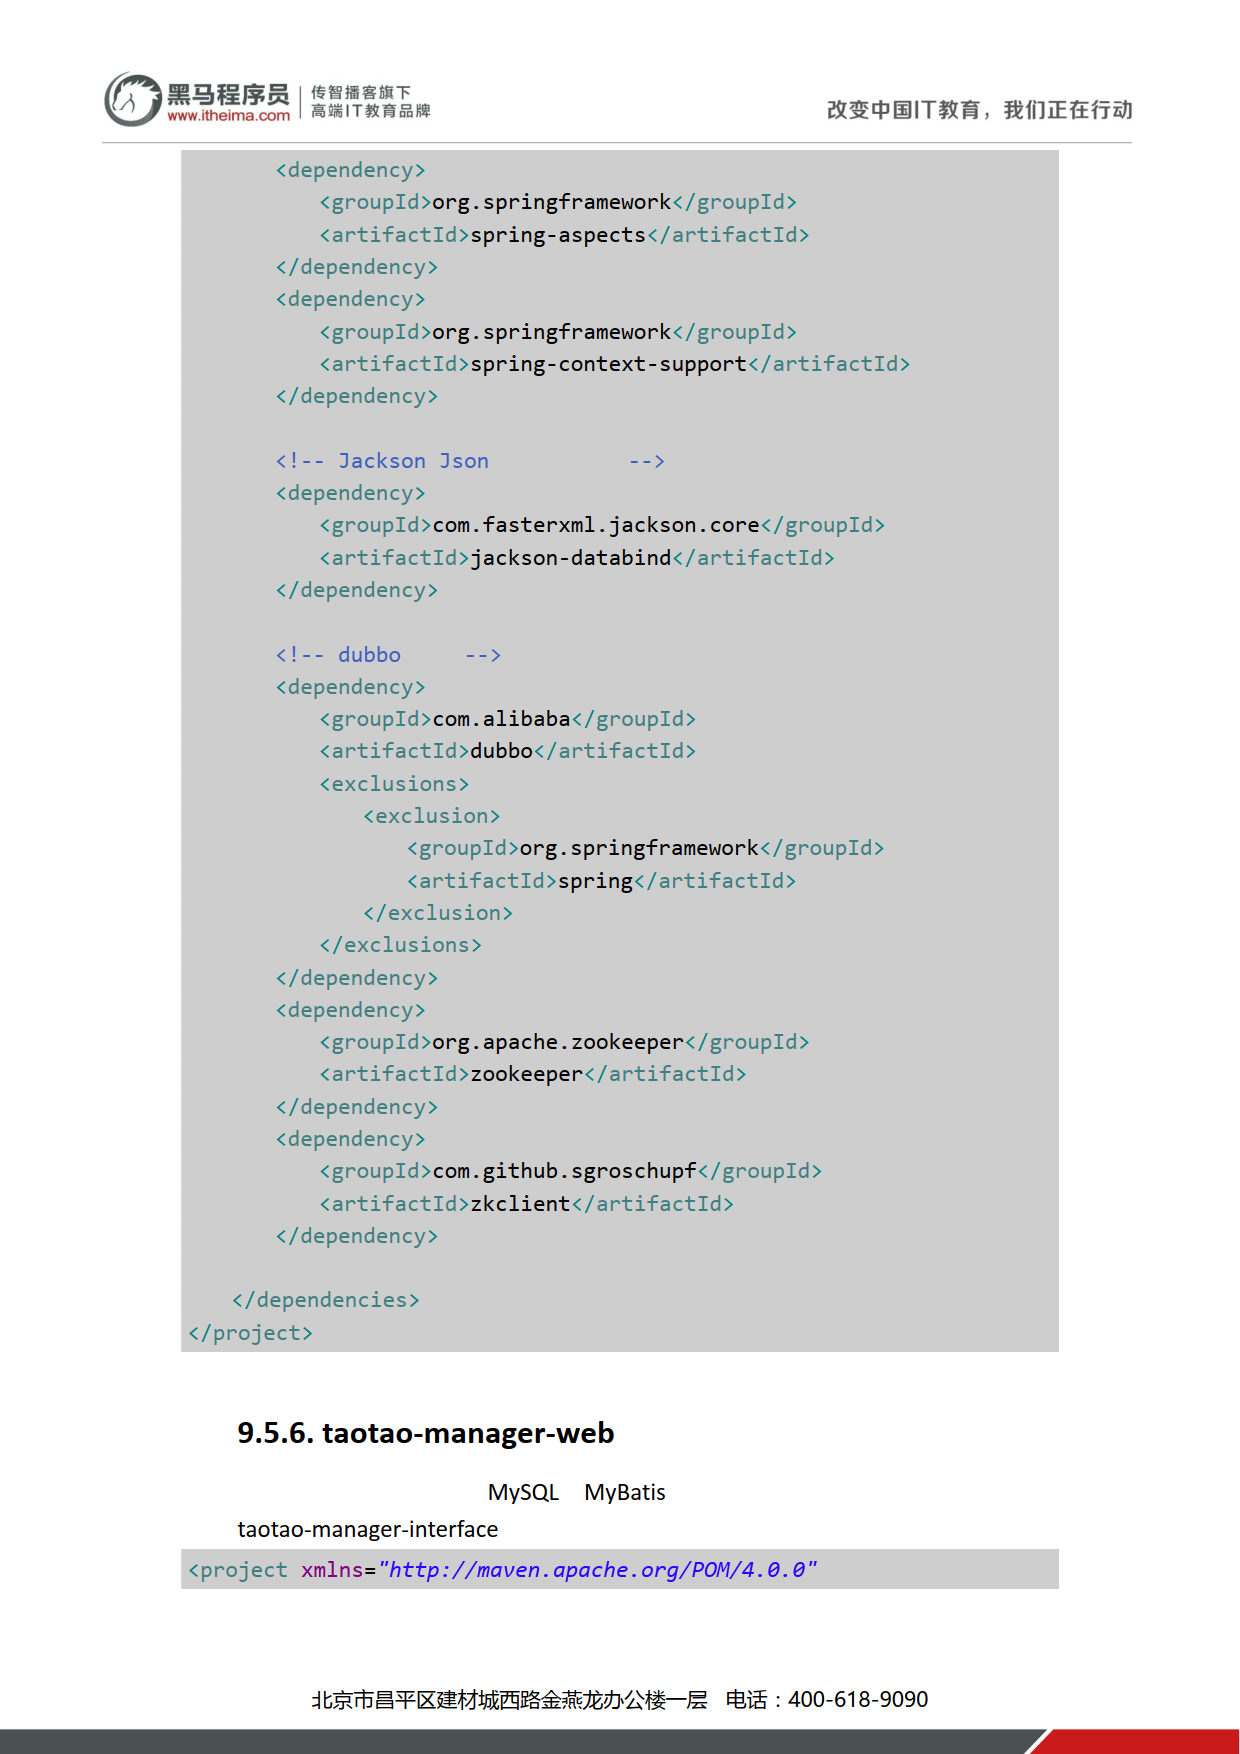 黑马程序员
www.itheima.com
传智播客旗下
高端IT教育品牌
改变中国IT教育，我们正在行动
<dependency>
<groupId>org.springframework</groupId>
<artifactId>spring-aspects</artifactId>
</dependency>
<dependency>
<groupId>org.springframework</groupId>
<artifactId>spring-context-support</artifactId>
</dependency>
<!-- Jackson Json -->
<dependency>
<groupId>com.fasterxml.jackson.core</groupId>
<artifactId>jackson-databind</artifactId>
</dependency>
<!-- dubbo -->
<dependency>
<groupId>com.alibaba</groupId>
<artifactId>dubbo</artifactId>
<exclusions>
<exclusion>
<groupId>org.springframework</groupId>
<artifactId>spring</artifactId>
</exclusion>
</exclusions>
</dependency>
<dependency>
<groupId>org.apache.zookeeper</groupId>
<artifactId>zookeeper</artifactId>
</dependency>
<dependency>
<groupId>com.github.sgroschupf</groupId>
<artifactId>zkclient</artifactId>
</dependency>
</dependencies>
</project>
9.5.6. taotao-manager-web
MySQL MyBatis
taotao-manager-interface
<project xmlns="http://maven.apache.org/POM/4.0.0"
北京市昌平区建材城西路金燕龙办公楼一层 电话：400-618-9090